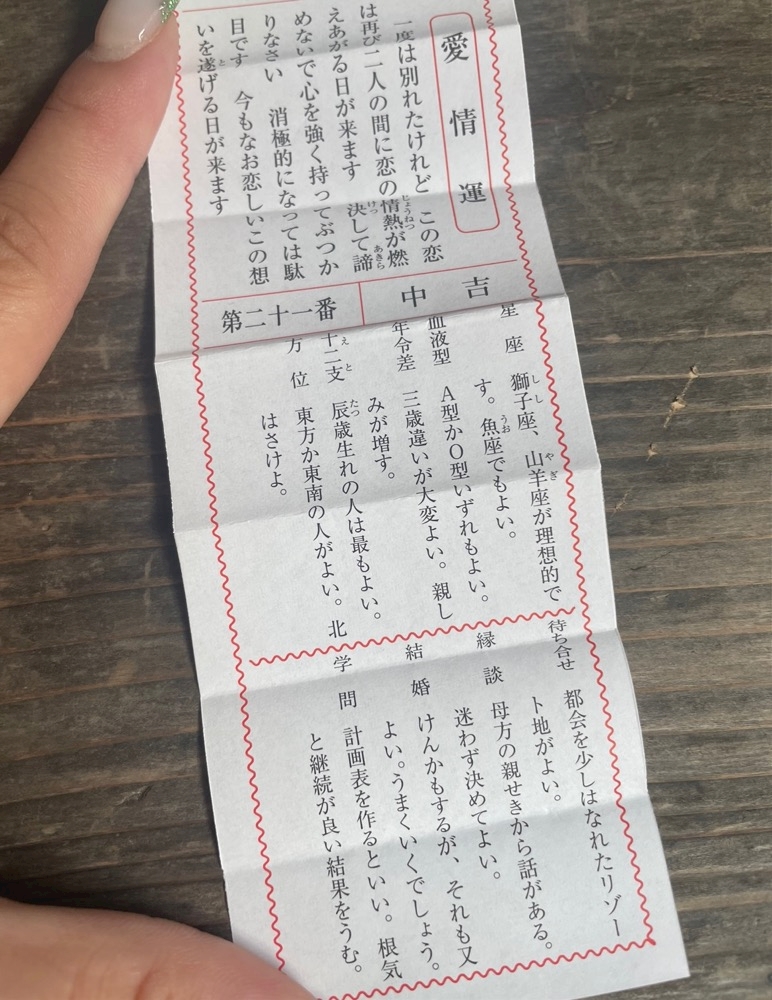 愛情運
一度は別れたけれど　この恋
は再び二人の間に恋の情熱が燃
えあがる日が来ます　決して諦
めないで心を強く持ってぶつか
りなさい　消極的になっては駄
目です　今もなお恋しいこの想
いを遂げる日が来ます
中吉
第二十一番
星座　獅子座、山羊座が理想的で
す。魚座でもよい。
血液型　A型かO型いずれもよい。
年令差　三歳違いが大変よい。親し
みが増す。
十二支　辰歳生れの人は最もよい。
方位　東方か東南の人がよい。北
はさけよ。
待ち合せ　都会を少しはなれたリゾー
ト地がよい。
縁談　母方の親せきから話がある。
迷わず決めてよい。
結婚　けんかもするが、それも又
よい。うまくいくでしょう。
学問　計画表を作るといい。根気
と継続が良い結果をうむ。